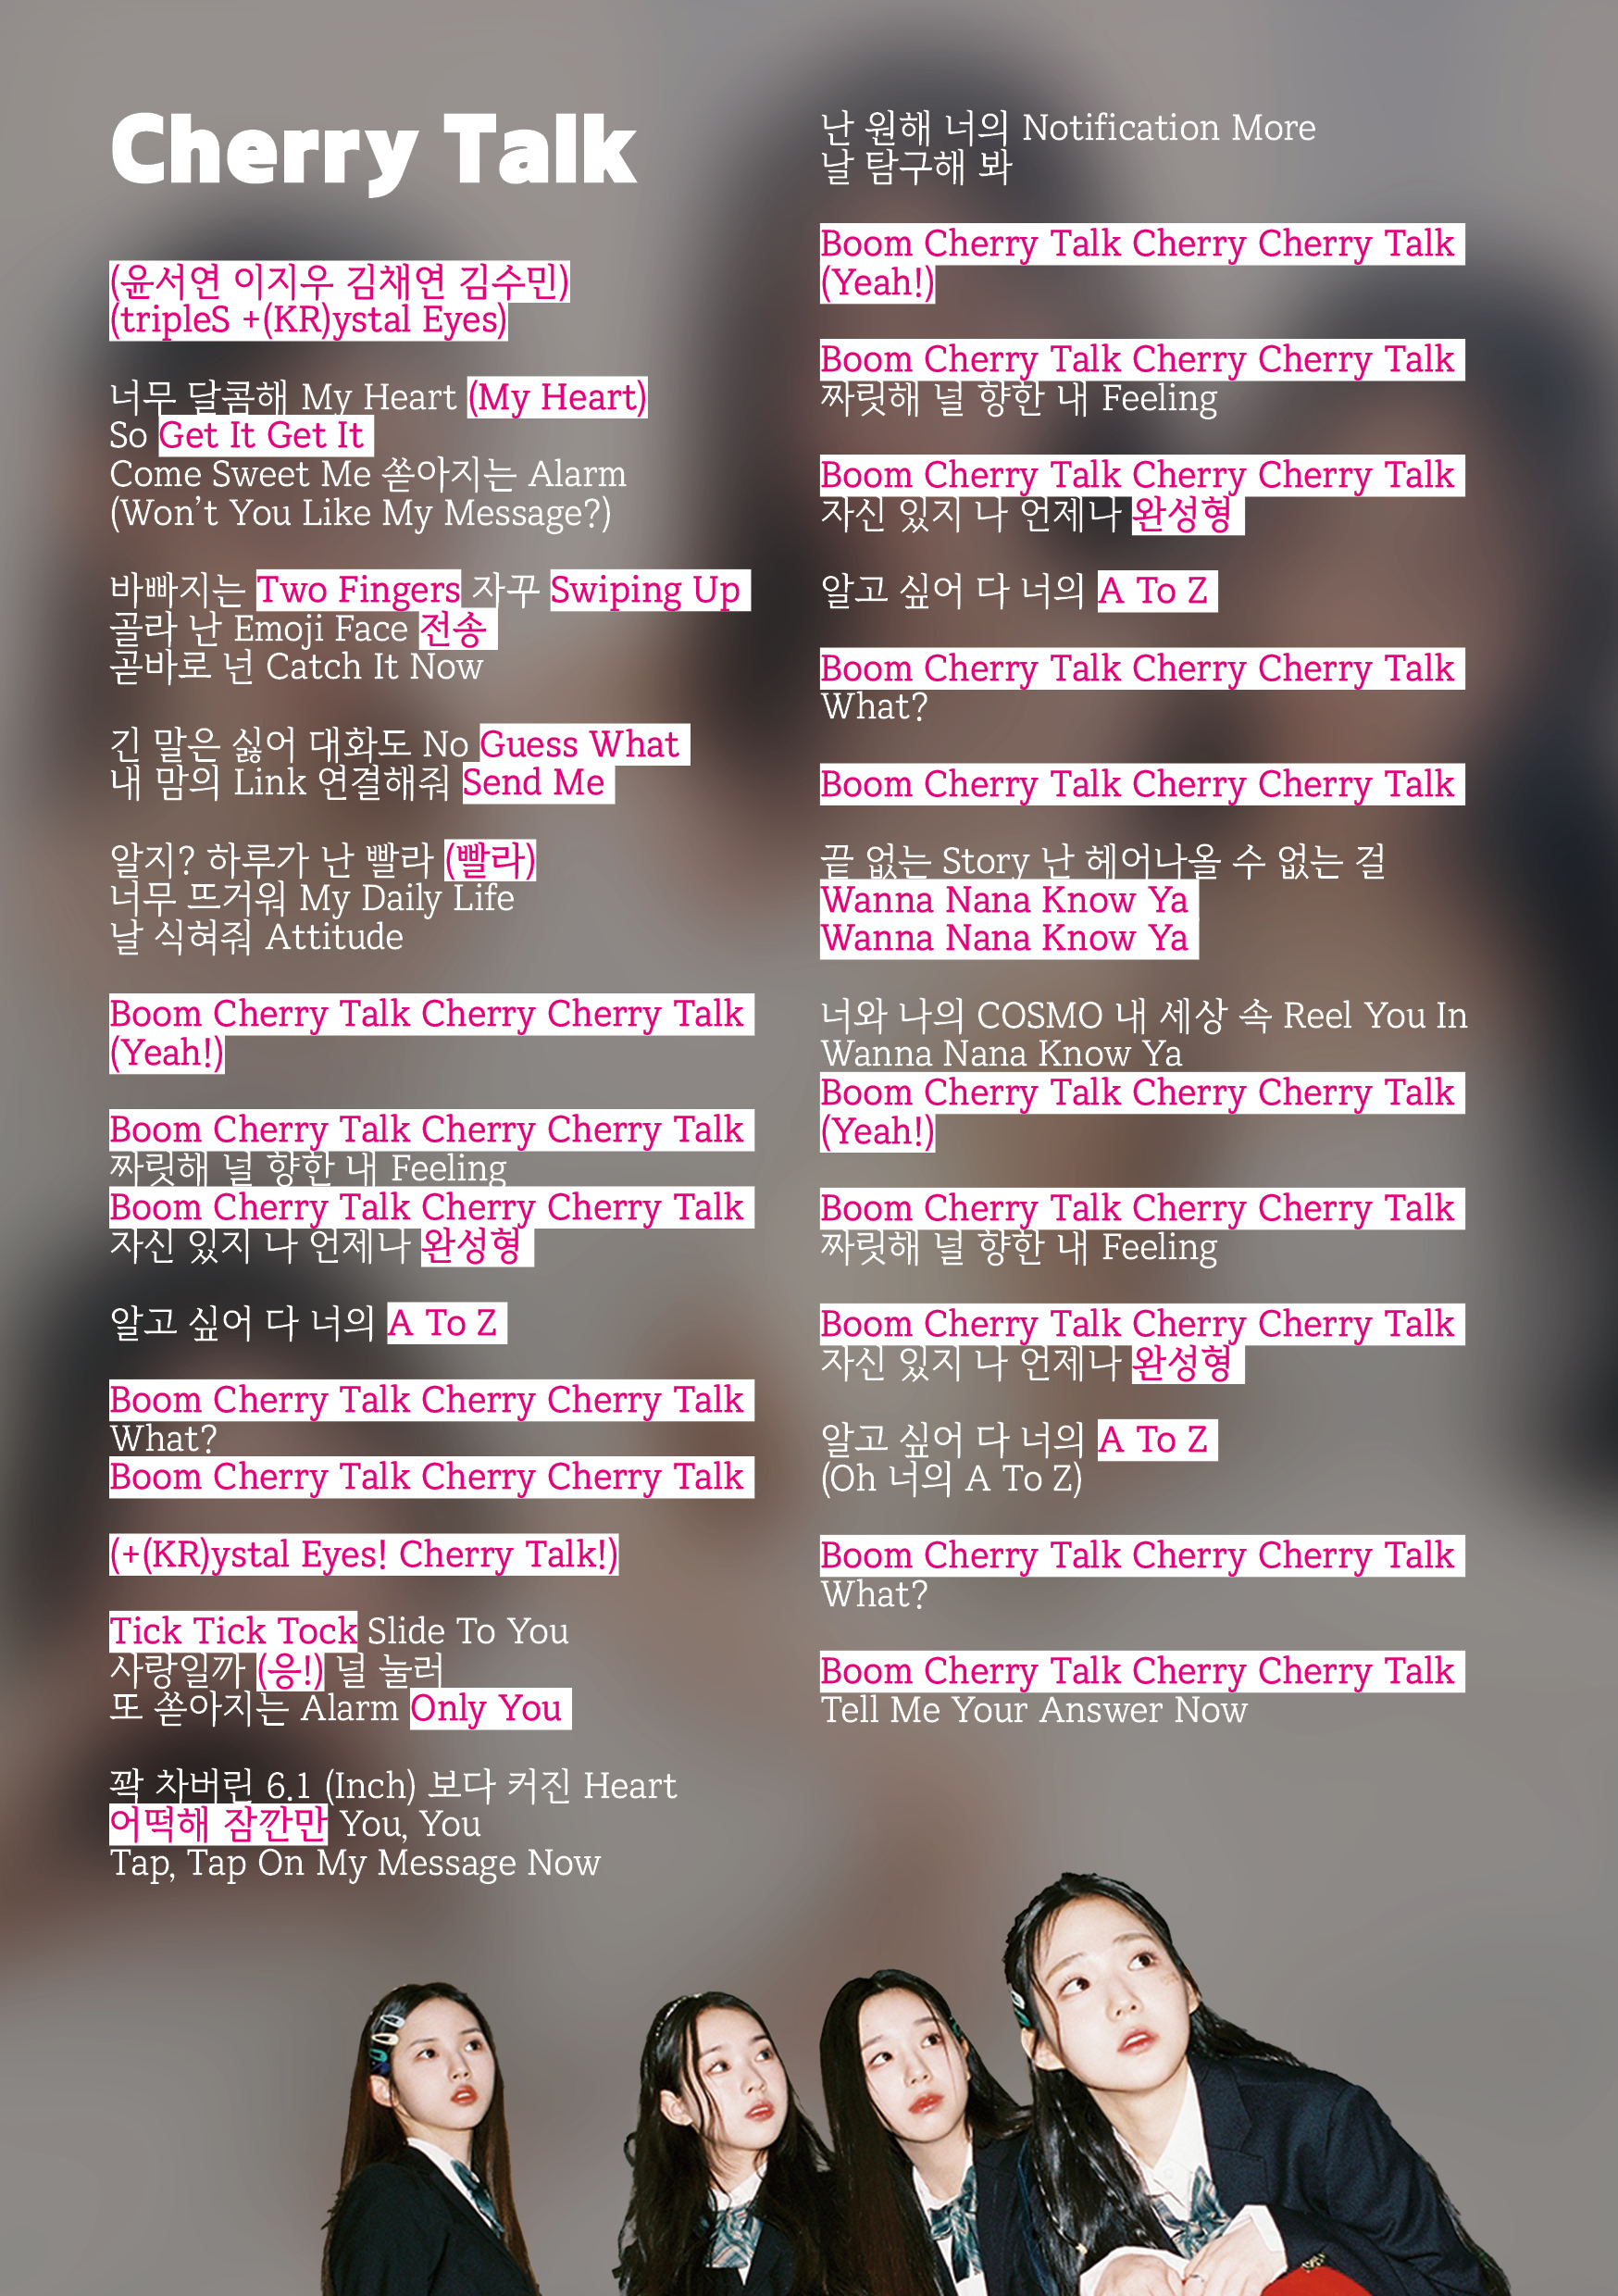 Cherry Talk
(윤서연 이지우 김채연 김수민)
(tripleS +(KR)ystal Eyes)
너무 달콤해 My Heart (My Heart)
So Get It Get It
Come Sweet Me 쏟아지는 Alarm
(Won’t You Like My Message?)
바빠지는 Two Fingers 자꾸 Swiping Up
골라 난 Emoji Face 전송
곧바로 넌 Catch It Now
긴 말은 싫어 대화도 No Guess What
내 맘의 Link 연결해줘 Send Me
알지? 하루가 난 빨라 (빨라)
너무 뜨거워 My Daily Life
날 식혀줘 Attitude
Boom Cherry Talk Cherry Cherry Talk
(Yeah!)
Boom Cherry Talk Cherry Cherry Talk
짜릿해 널 향한 내 Feeling
Boom Cherry Talk Cherry Cherry Talk
자신 있지 나 언제나 완성형
알고 싶어 다 너의 A To Z
Boom Cherry Talk Cherry Cherry Talk
What?
Boom Cherry Talk Cherry Cherry Talk
(+(KR)ystal Eyes! Cherry Talk!)
Tick Tick Tock Slide To You
사랑일까 (응!) 널 눌러
또 쏟아지는 Alarm Only You
꽉 차버린 6.1 (Inch) 보다 커진 Heart
어떡해 잠깐만 You, You
Tap, Tap On My Message Now
난 원해 너의 Notification More
날 탐구해 봐
Boom Cherry Talk Cherry Cherry Talk
(Yeah!)
Boom Cherry Talk Cherry Cherry Talk
짜릿해 널 향한 내 Feeling
Boom Cherry Talk Cherry Cherry Talk
자신 있지 나 언제나 완성형
알고 싶어 다 너의 A To Z
Boom Cherry Talk Cherry Cherry Talk
What?
Boom Cherry Talk Cherry Cherry Talk
끝 없는 Story 난 헤어나올 수 없는 걸
Wanna Nana Know Ya
Wanna Nana Know Ya
너와 나의 COSMO 내 세상 속 Reel You In
Wanna Nana Know Ya
Boom Cherry Talk Cherry Cherry Talk
(Yeah!)
Boom Cherry Talk Cherry Cherry Talk
짜릿해 널 향한 내 Feeling
Boom Cherry Talk Cherry Cherry Talk
자신 있지 나 언제나 완성형
알고 싶어 다 너의 A To Z
(Oh 너의 A To Z)
Boom Cherry Talk Cherry Cherry Talk
What?
Boom Cherry Talk Cherry Cherry Talk
Tell Me Your Answer Now